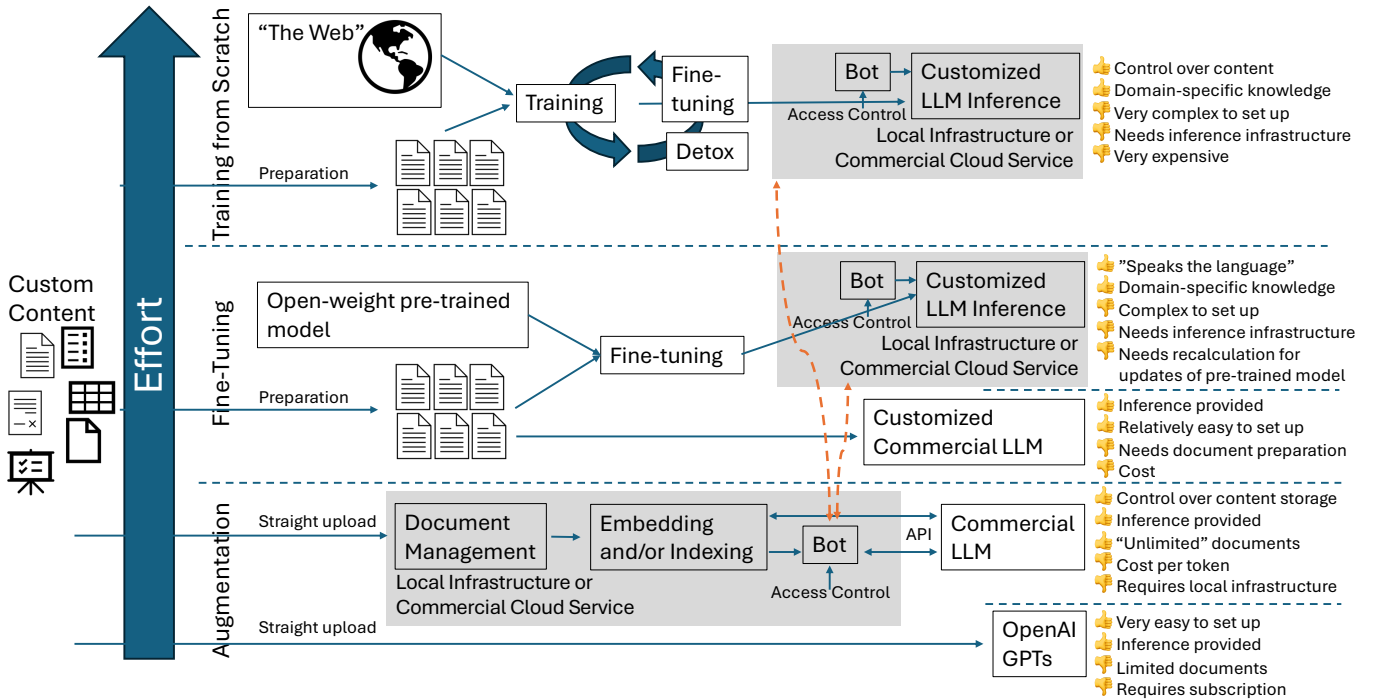 Custom
Content
Effort
Training from Scratch
“The Web”
Preparation
Training
Fine-
tuning
Detox
Bot
Access Control
Customized
LLM Inference
Local Infrastructure or
Commercial Cloud Service
Control over content
Domain-specific knowledge
Very complex to set up
Needs inference infrastructure
Very expensive
Fine-Tuning
Open-weight pre-trained
model
Preparation
Fine-tuning
Bot
Access Control
Customized
LLM Inference
Local Infrastructure or
Commercial Cloud Service
”Speaks the language”
Domain-specific knowledge
Complex to set up
Needs inference infrastructure
Needs recalculation for
updates of pre-trained model
Customized
Commercial LLM
Inference provided
Relatively easy to set up
Needs document preparation
Cost
Augmentation
Straight upload
Document
Management
Embedding
and/or Indexing
Local Infrastructure or
Commercial Cloud Service
Bot
Access Control
API
Commercial
LLM
Control over content storage
Inference provided
“Unlimited” documents
Cost per token
Requires local infrastructure
Straight upload
OpenAI
GPTs
Very easy to set up
Inference provided
Limited documents
Requires subscription